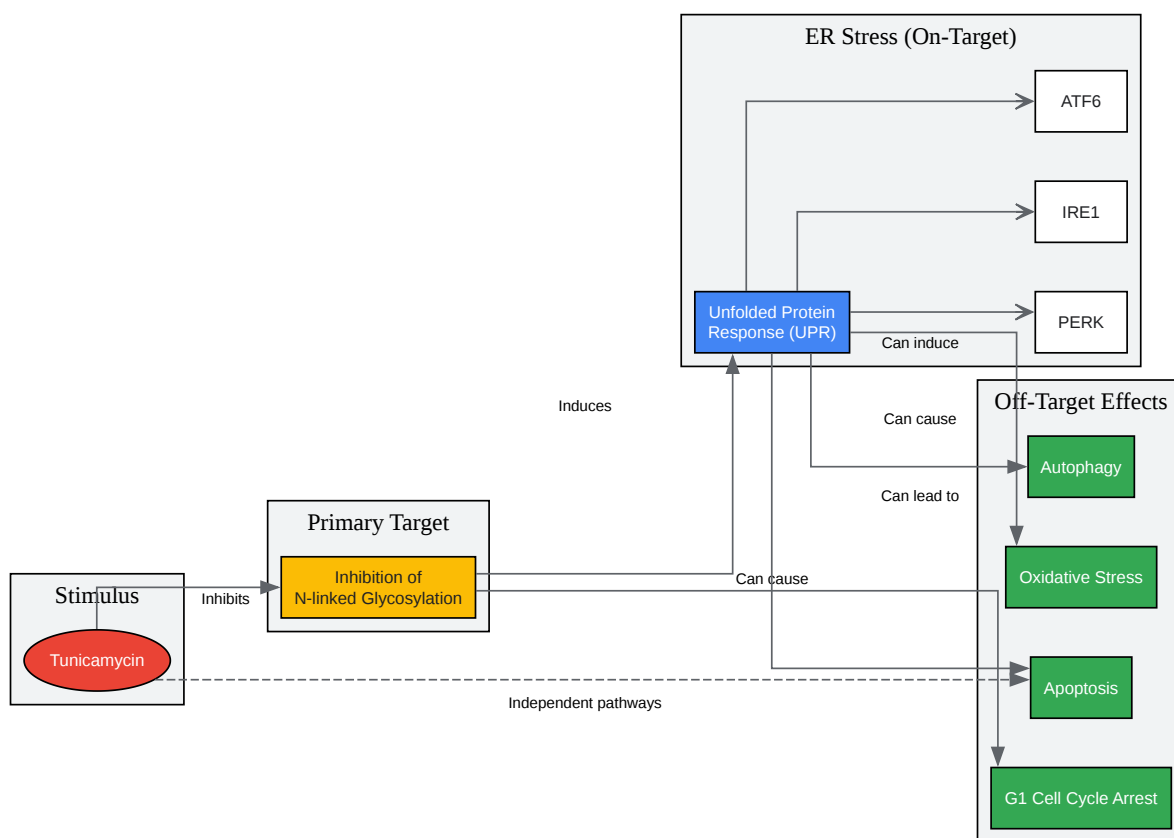 ER Stress (On-Target)
ATF6
IRE1
PERK
Unfolded Protein
Response (UPR)
Can induce
Off-Target Effects
Induces
Can cause
Autophagy
Can lead to
Primary Target
Inhibition of
N-linked Glycosylation
Can cause
Oxidative Stress
Stimulus
Inhibits
Tunicamycin
Independent pathways
Apoptosis
G1 Cell Cycle Arrest